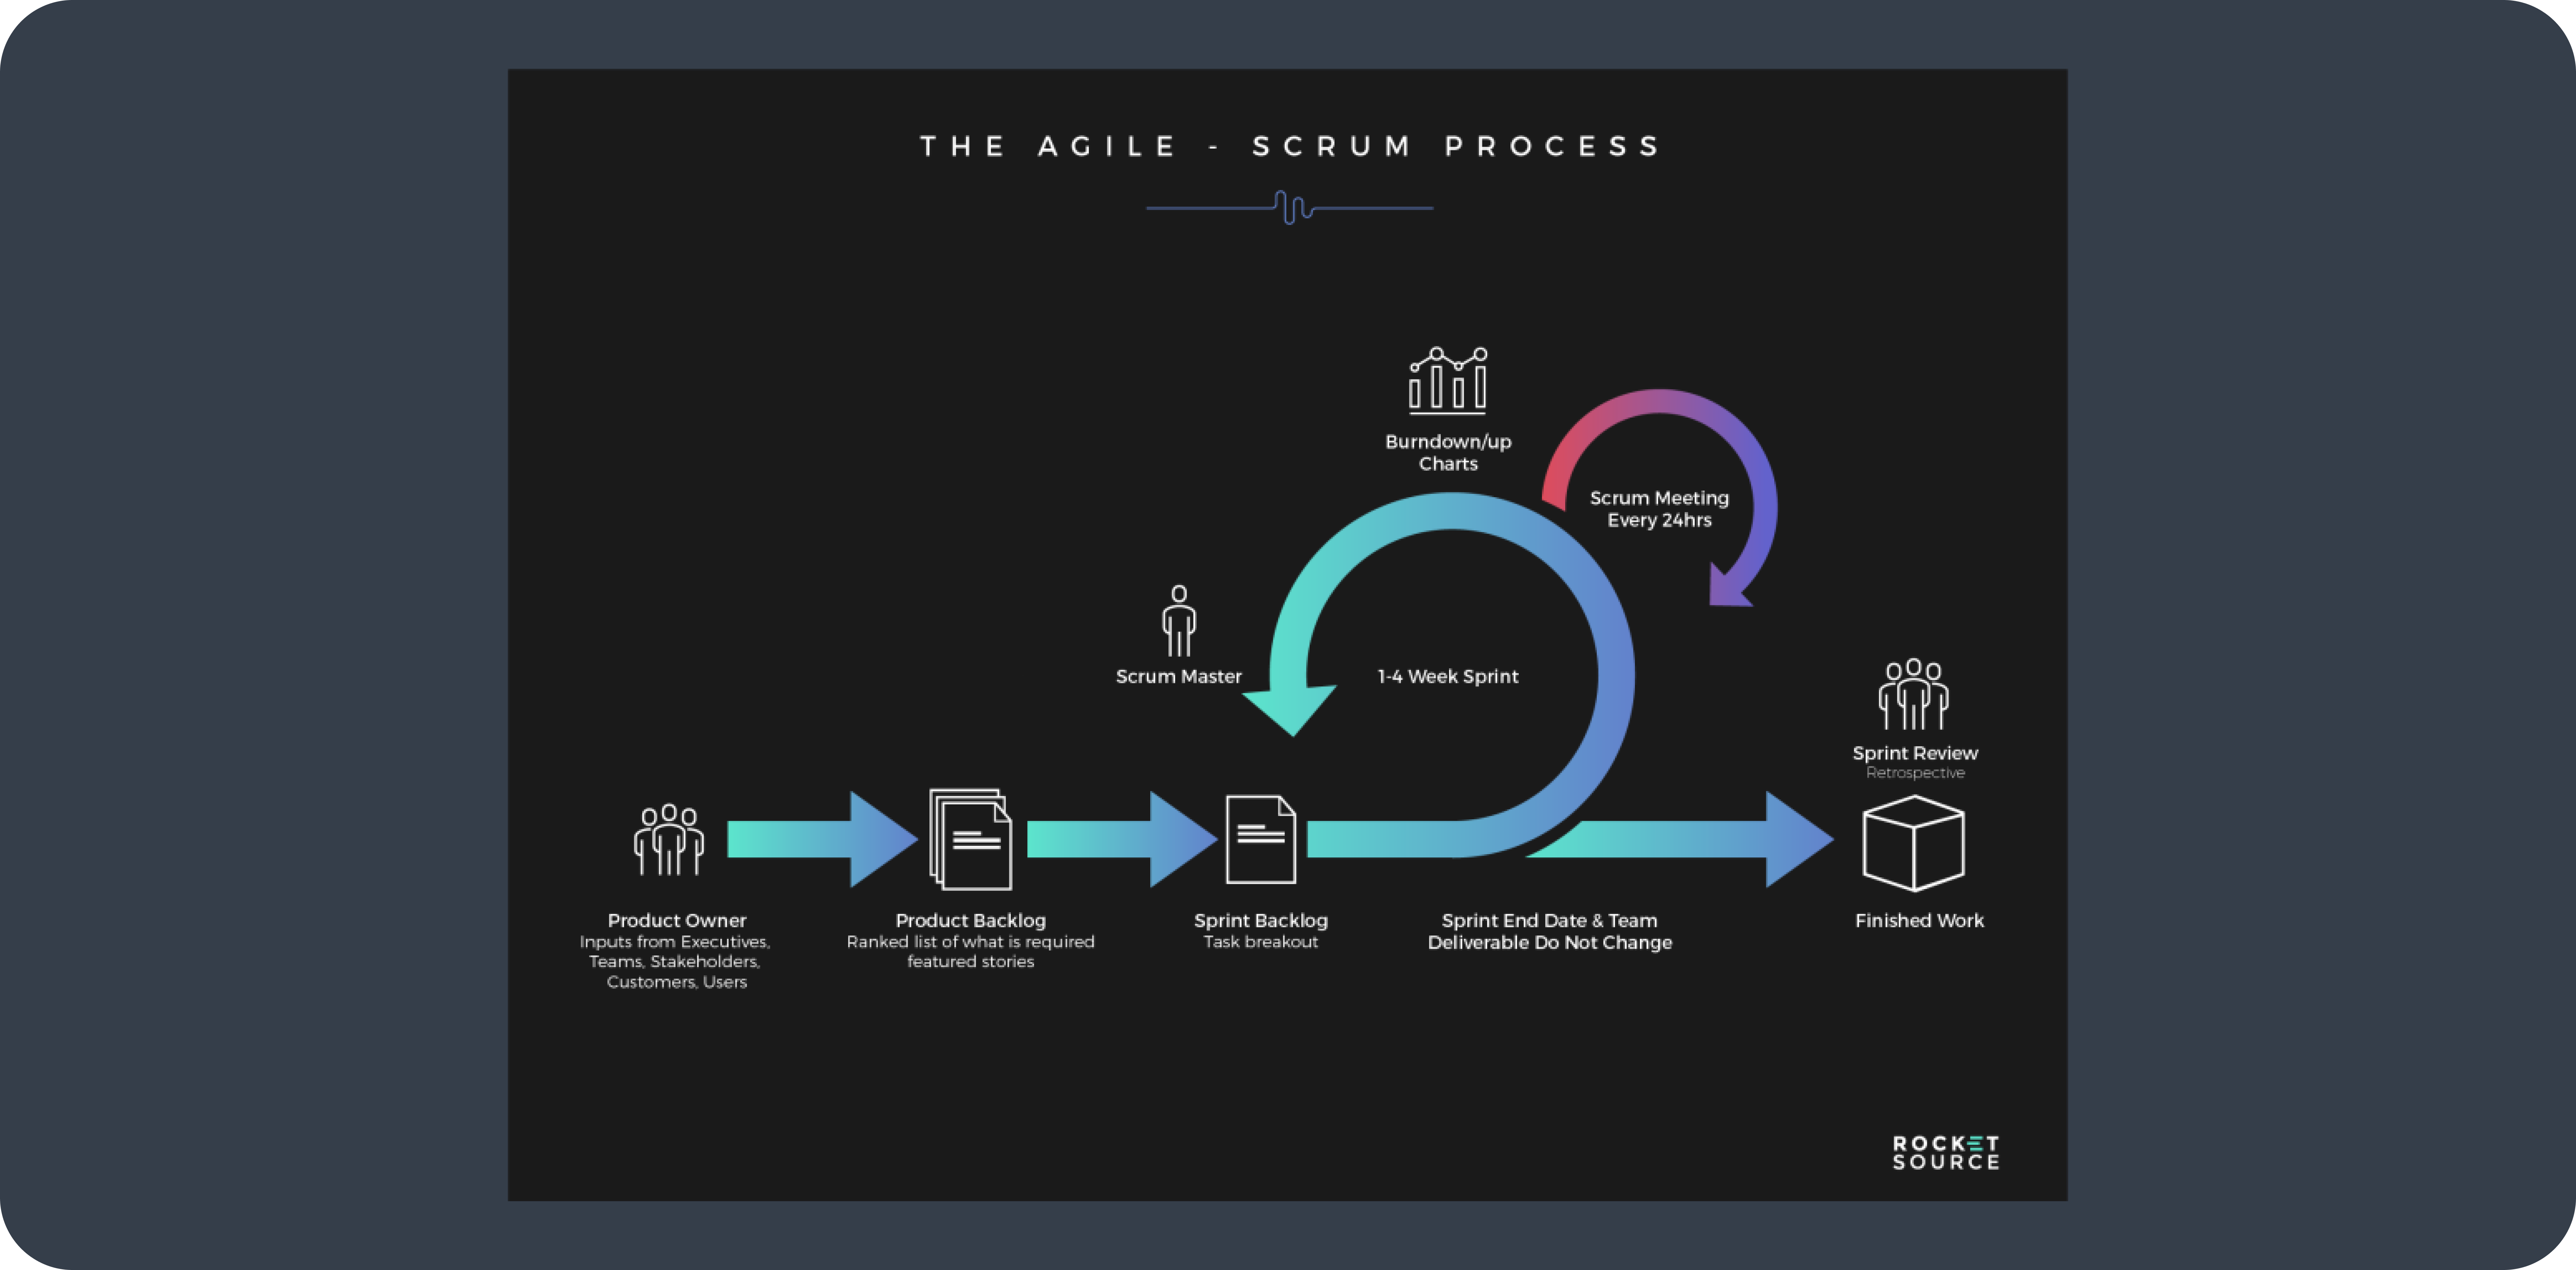 THE AGILE - SCRUM PROCESS
Burndown/up
Charts
Scrum Meeting
Every 24hrs
Scrum Master
1-4 Week Sprint
Sprint Review
Retrospective
Product Owner
Inputs from Executives,
Teams, Stakeholders,
Customers, Users
Product Backlog
Ranked list of what is required
featured stories
Sprint Backlog
Task breakout
Sprint End Date & Team
Deliverable Do Not Change
Finished Work
ROCKET
SOURCE